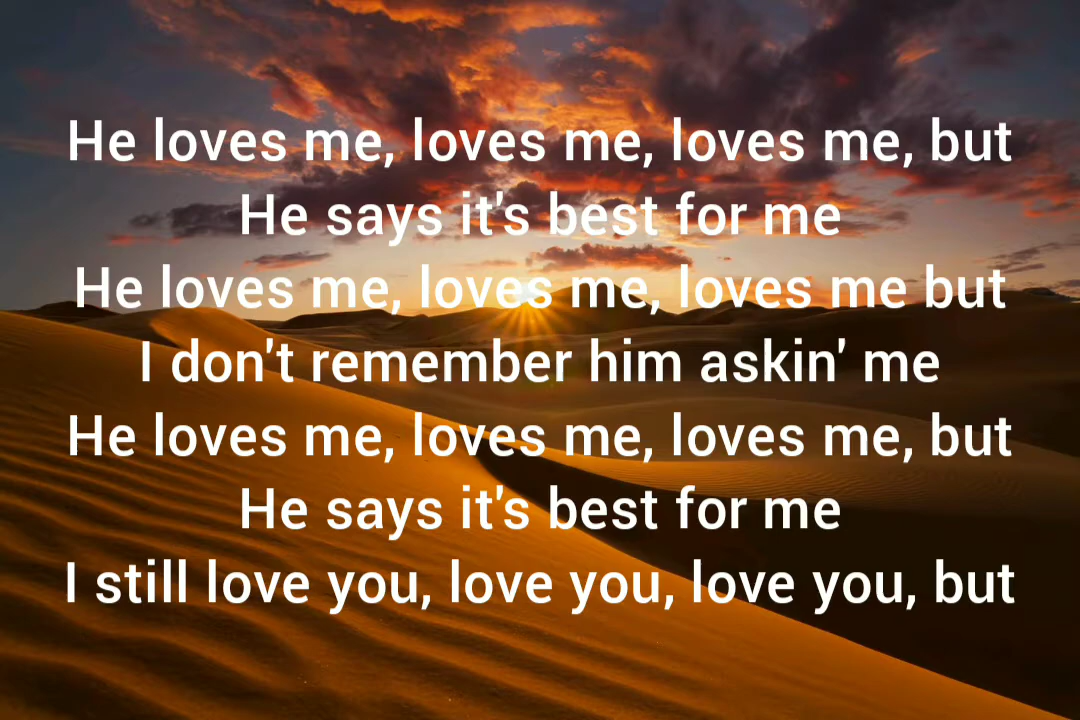 He loves me, loves me, loves me, but
He says it's best for me
He loves me, loves me, loves me but
I don't remember him askin' me
He loves me, loves me, loves me, but
He says it's best for me
I still love you, love you, love you, but